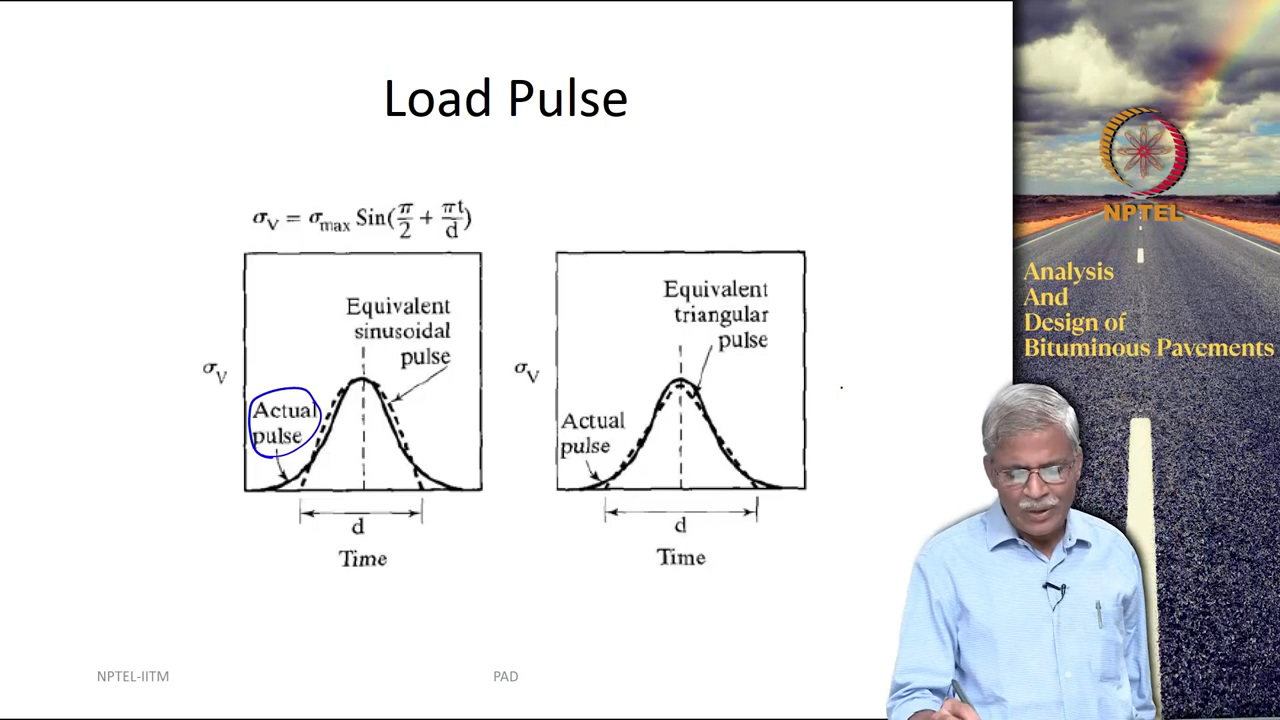 Load Pulse
σV = σmax Sin(π/2 + πt/d)
Equivalent
sinusoidal
pulse
σV
Actual
pulse
d
Time
Equivalent
triangular
pulse
σV
Actual
pulse
d
Time
NPTEL-IITM
PAD
NPTEL
Analysis
And
Design of
Bituminous Pavements